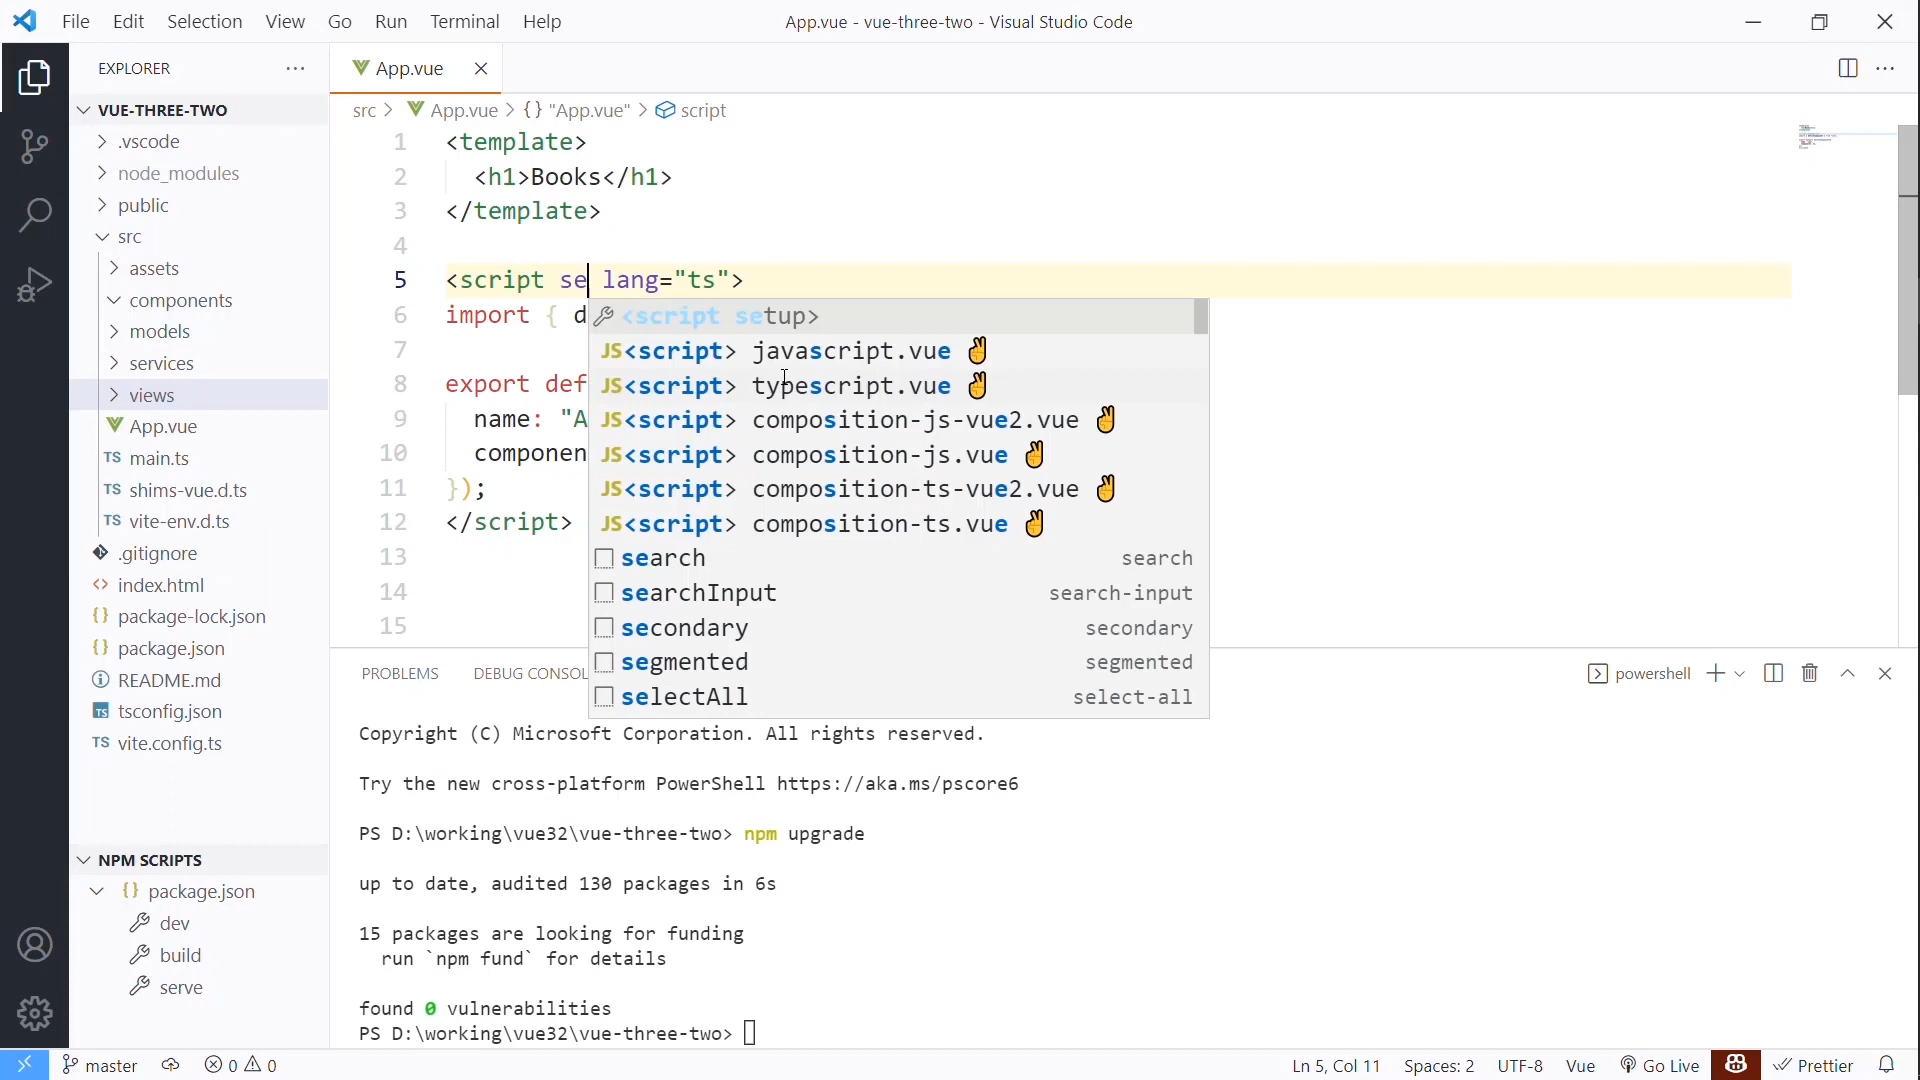 File Edit Selection View Go Run Terminal Help
App.vue - vue-three-two - Visual Studio Code
EXPLORER
VUE-THREE-TWO
.vscode
node_modules
public
src
assets
components
models
services
views
App.vue
TS main.ts
TS shims-vue.d.ts
TS vite-env.d.ts
.gitignore
<> index.html
{} package-lock.json
{} package.json
README.md
TS tsconfig.json
TS vite.config.ts
NPM SCRIPTS
{} package.json
dev
build
serve
App.vue
src > App.vue > {} "App.vue" > script
1 <template>
2 <h1>Books</h1>
3 </template>
4
5 <script se lang="ts">
6 import { d
7
8 export def
9 name: "A
10 componen
11 });
12 </script>
13
14
15
<script setup>
JS<script> javascript.vue ✌
JS<script> typescript.vue ✌
JS<script> composition-js-vue2.vue ✌
JS<script> composition-js.vue ✌
JS<script> composition-ts-vue2.vue ✌
JS<script> composition-ts.vue ✌
search search
searchInput search-input
secondary secondary
segmented segmented
selectAll select-all
PROBLEMS DEBUG CONSOL
powershell
Copyright (C) Microsoft Corporation. All rights reserved.
Try the new cross-platform PowerShell https://aka.ms/pscore6
PS D:\working\vue32\vue-three-two> npm upgrade
up to date, audited 130 packages in 6s
15 packages are looking for funding
run `npm fund` for details
found 0 vulnerabilities
PS D:\working\vue32\vue-three-two>
master 0 0
Ln 5, Col 11 Spaces: 2 UTF-8 Vue Go Live Prettier